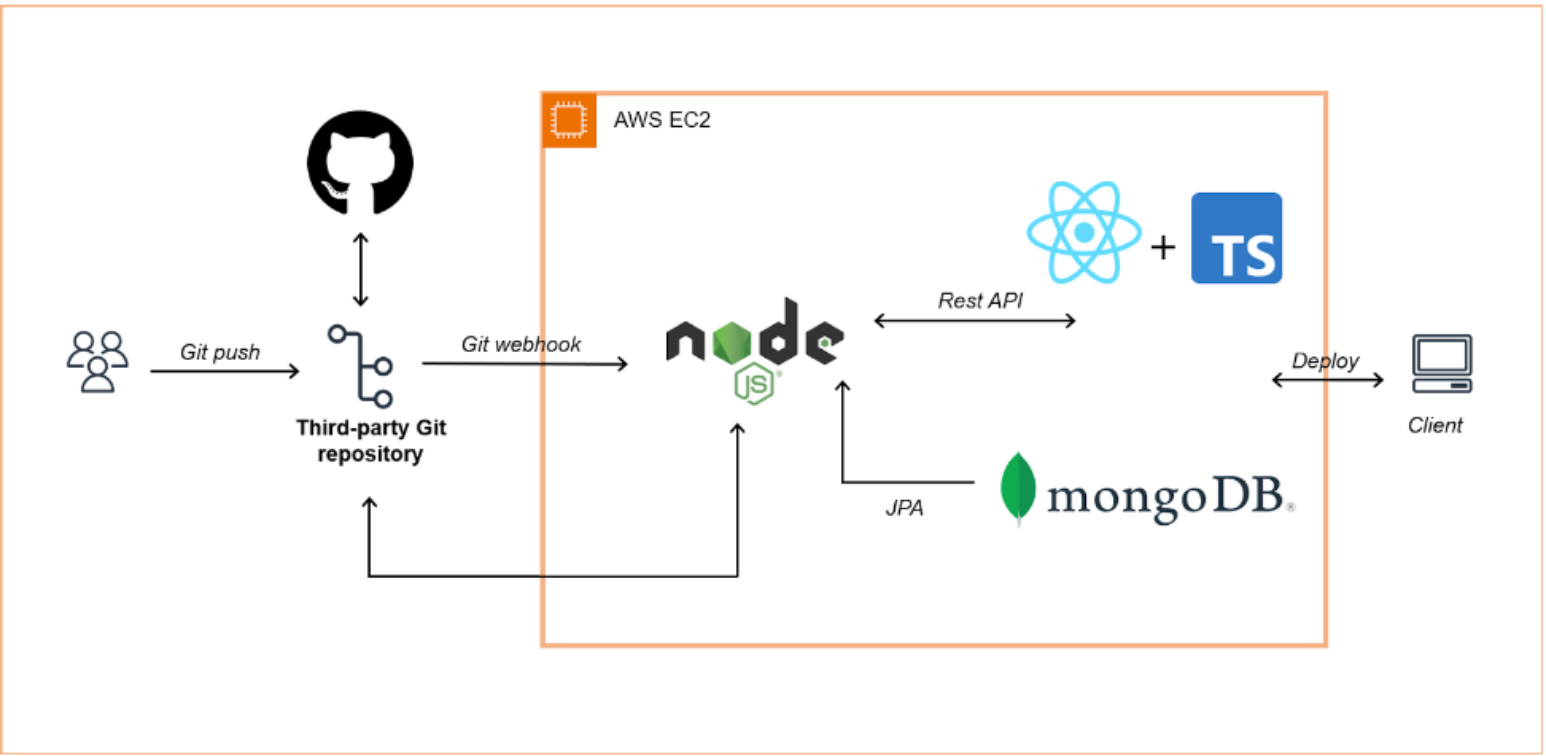 AWS EC2
+
TS
Rest API
node
JS
Git push
Git webhook
Deploy
Third-party Git
repository
Client
mongoDB®
JPA